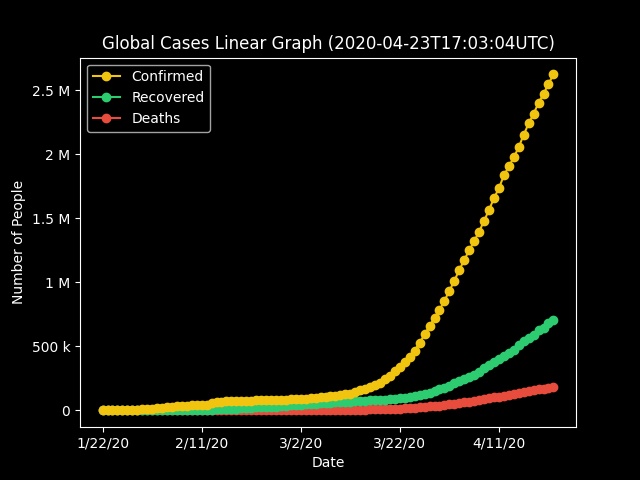 Global Cases Linear Graph (2020-04-23T17:03:04UTC)
Confirmed
Recovered
Deaths
2.5 M
2 M
1.5 M
1 M
500 k
0
Number of People
1/22/20
2/11/20
3/2/20
3/22/20
4/11/20
Date